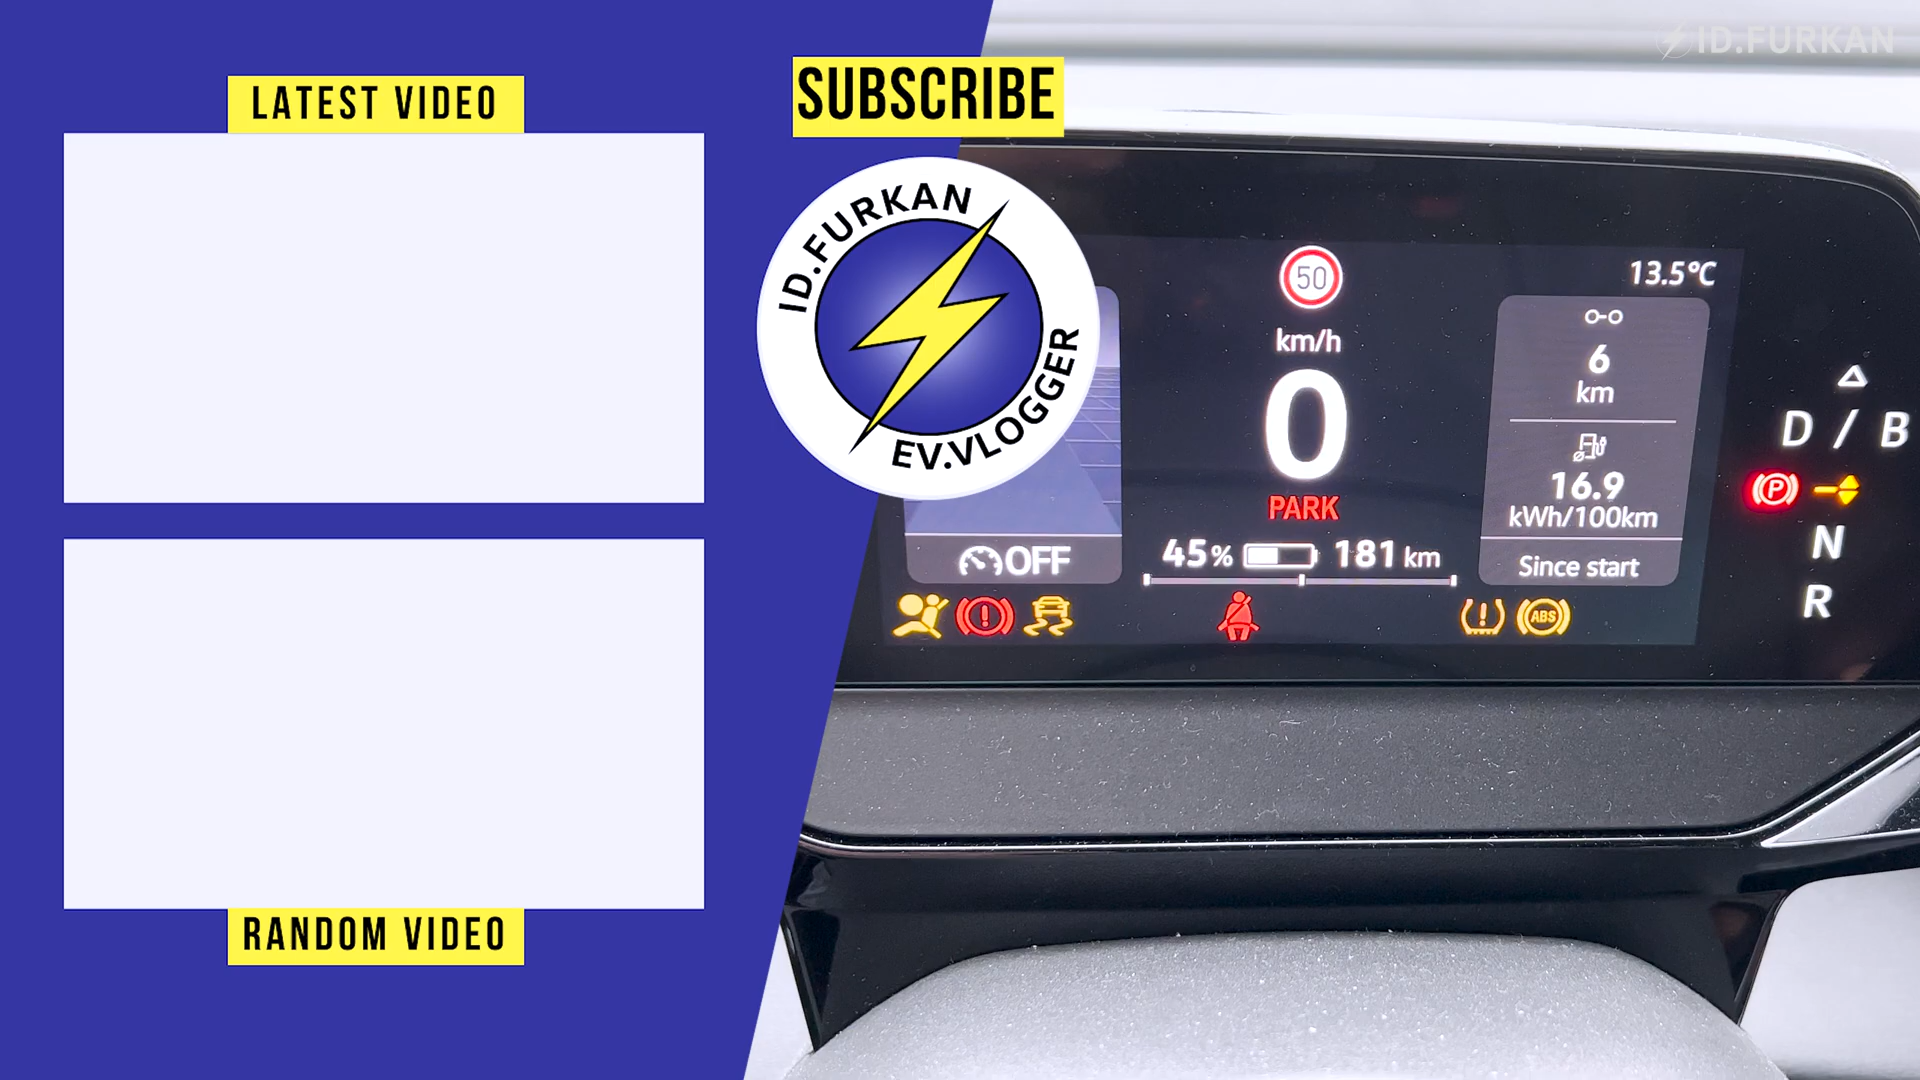 LATEST VIDEO
SUBSCRIBE
ID.FURKAN
ID.FURKAN
EV.VLOGGER
50
13.5°C
km/h
6
km
0
D / B
16.9
kWh/100km
P
PARK
45% 181 km
N
OFF
Since start
R
ABS
RANDOM VIDEO